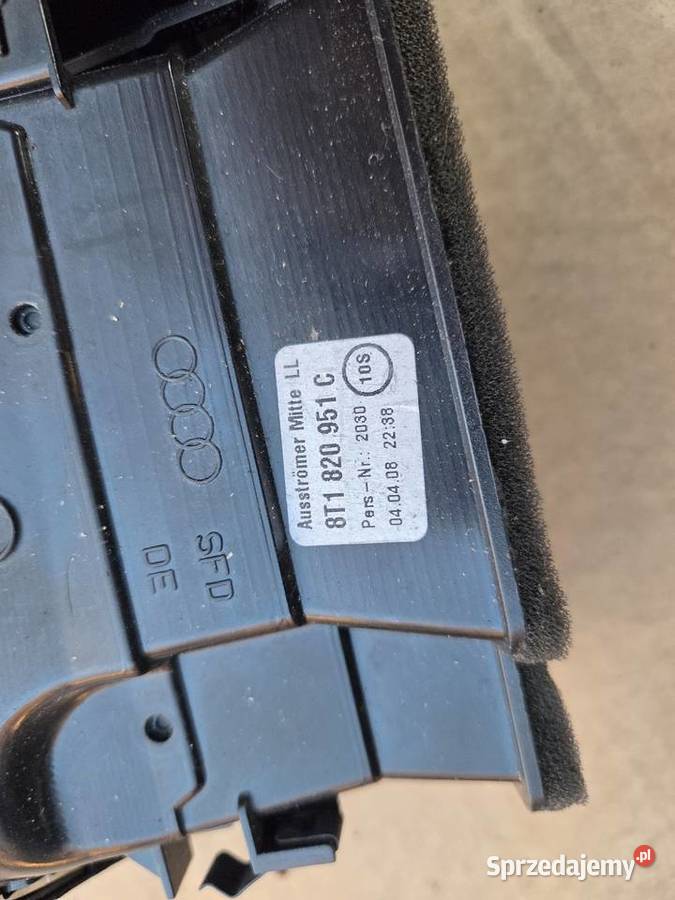 Ausströmer Mitte LL
8T1 820 951 C
Pers-Nr.: 2030
04.04.08 22:38
10S
SFD
DE
Sprzedajemy.pl